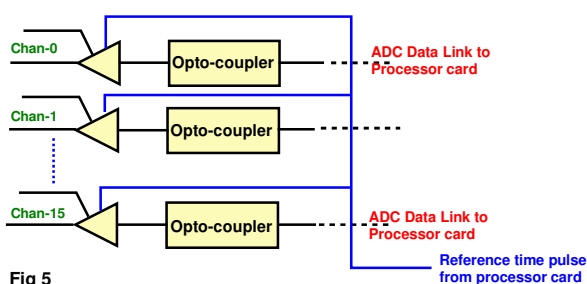 Chan-0
Opto-coupler
ADC Data Link to
Processor card
Chan-1
Opto-coupler
Chan-15
Opto-coupler
ADC Data Link to
Processor card
Reference time pulse
from processor card
Fig 5